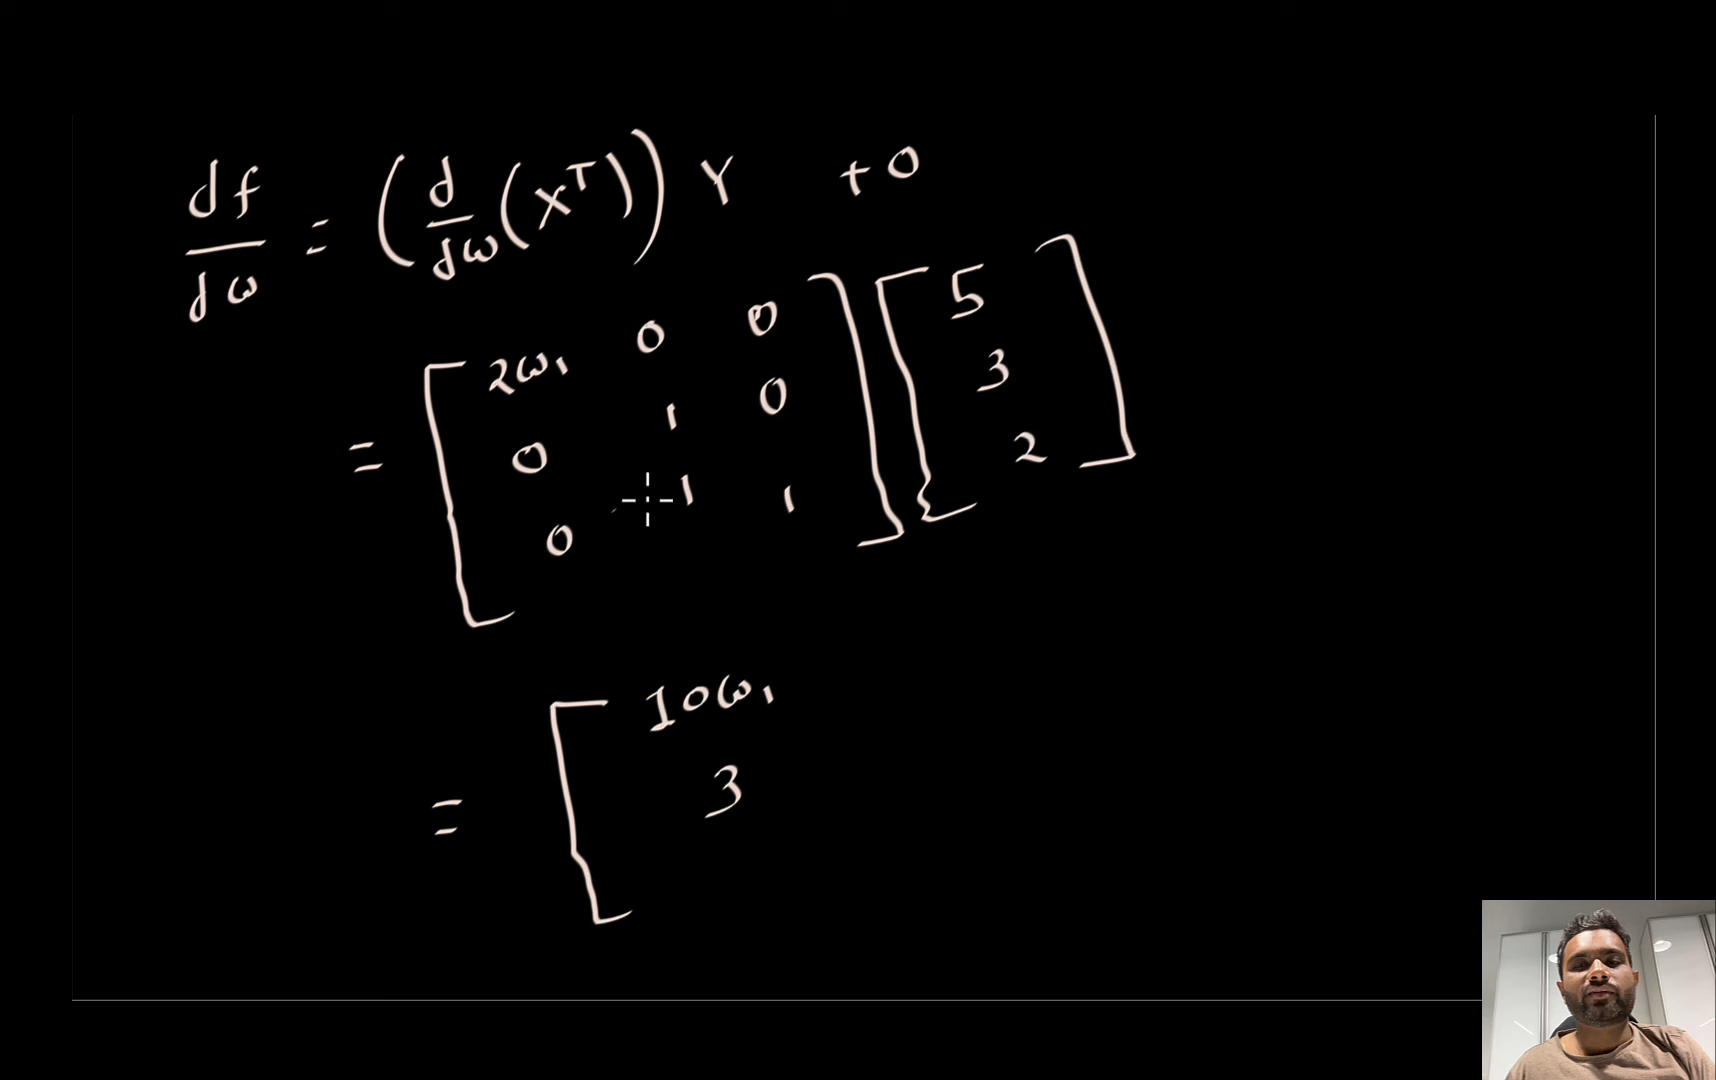 df/dω = (d/dω (X^T)) Y + 0
= [ 2ω₁ 0 0 ] [ 5 ]
[ 0 1 0 ] [ 3 ]
[ 0 1 1 ] [ 2 ]
= [ 10ω₁
3